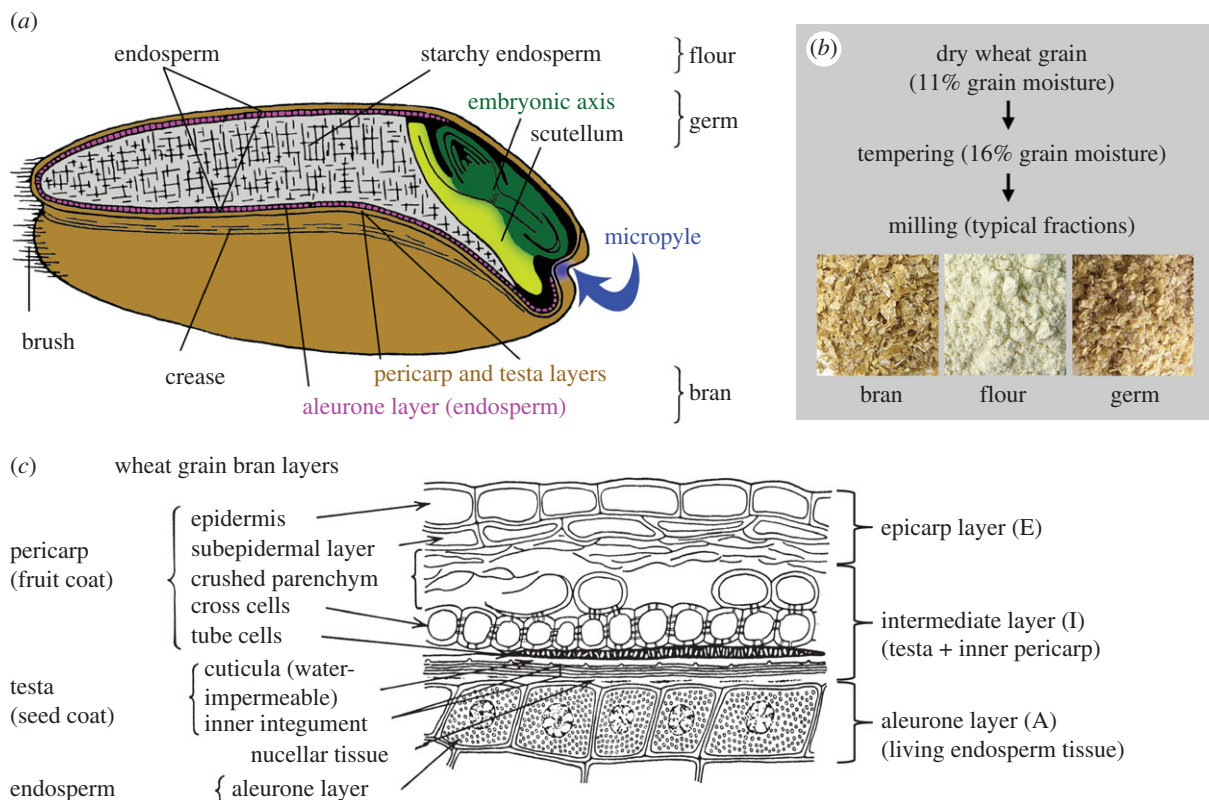 (a)
endosperm
starchy endosperm
flour
embryonic axis
scutellum
germ
micropyle
brush
crease
pericarp and testa layers
aleurone layer (endosperm)
bran
(b)
dry wheat grain
(11% grain moisture)
tempering (16% grain moisture)
milling (typical fractions)
bran flour germ
(c) wheat grain bran layers
pericarp
(fruit coat)
epidermis
subepidermal layer
crushed parenchym
cross cells
tube cells
testa
(seed coat)
cuticula (water-
impermeable)
inner integument
nucellar tissue
endosperm
aleurone layer
epicarp layer (E)
intermediate layer (I)
(testa + inner pericarp)
aleurone layer (A)
(living endosperm tissue)